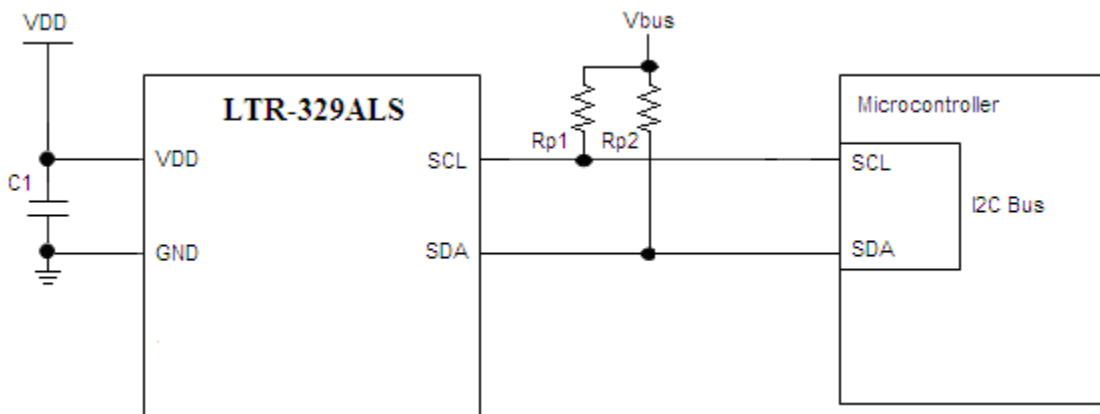 VDD
Vbus
LTR-329ALS
Microcontroller
Rp1
Rp2
VDD
SCL
SCL
C1
I2C Bus
GND
SDA
SDA